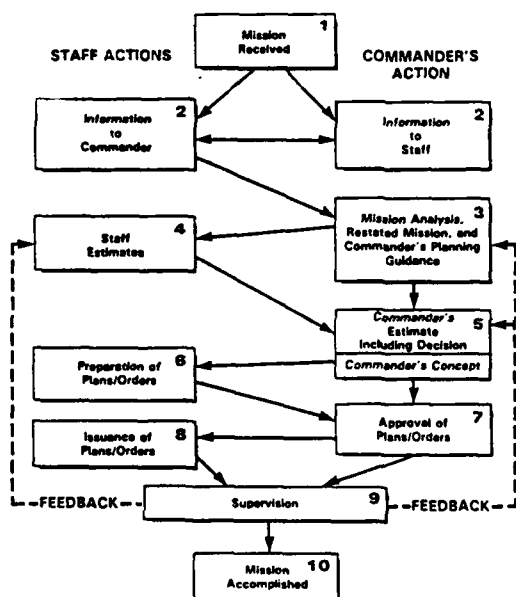 1
Mission
Received
STAFF ACTIONS
COMMANDER'S
ACTION
2
Information
to
Commander
2
Information
to
Staff
3
Mission Analysis,
Restated Mission, and
Commander's Planning
Guidance
4
Staff
Estimates
5
Commander's
Estimate
Including Decision
Commander's Concept
6
Preparation of
Plans/Orders
7
Approval of
Plans/Orders
8
Issuance of
Plans/Orders
FEEDBACK
9
Supervision
FEEDBACK
10
Mission
Accomplished